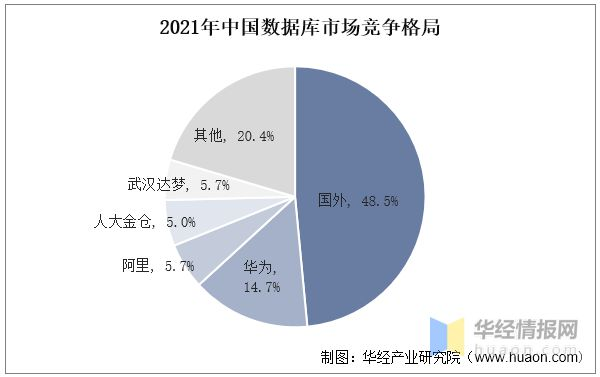 2021年中国数据库市场竞争格局
其他, 20.4%
武汉达梦, 5.7%
人大金仓, 5.0%
阿里, 5.7%
华为,
14.7%
国外, 48.5%
华经情报网
huaon.com
制图：华经产业研究院（www.huaon.com)